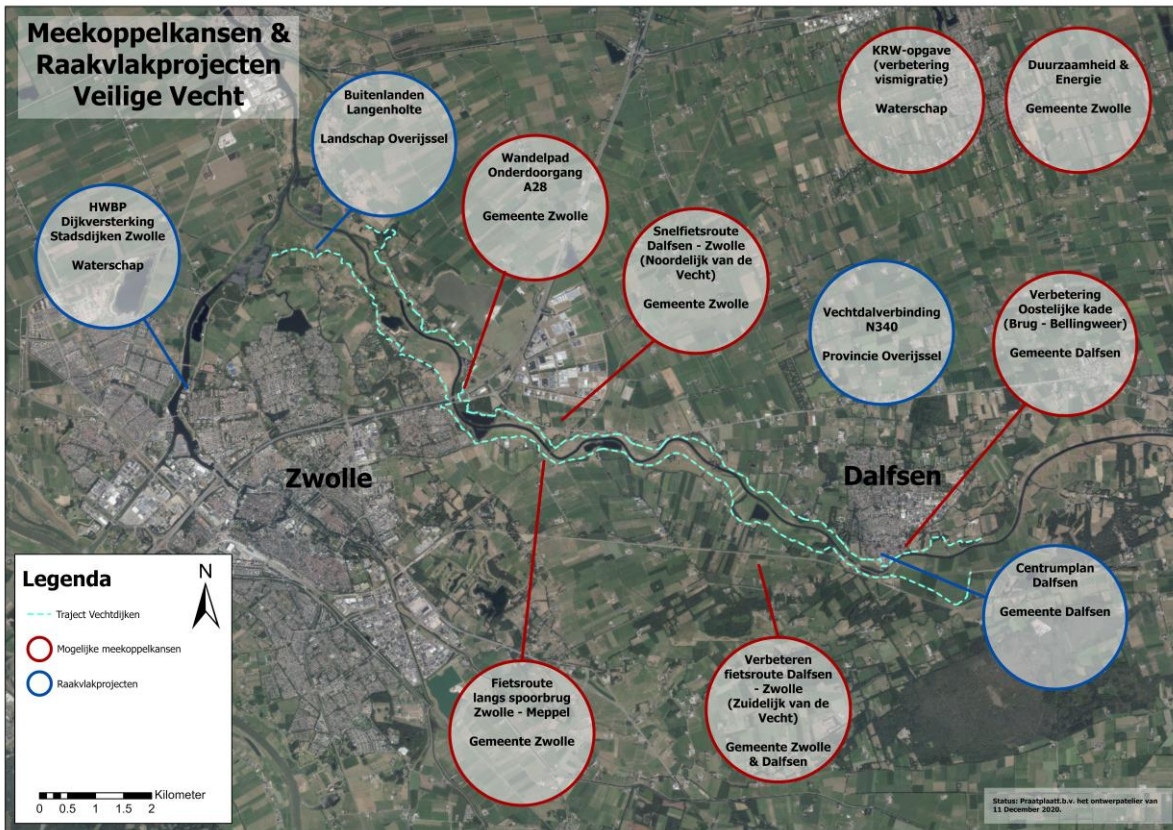 Meekoppelkansen &
Raakvlakprojecten
Veilige Vecht
Buitenlanden
Langenholte
Landschap Overijssel
KRW-opgave
(verbetering
vismigratie)
Waterschap
Duurzaamheid &
Energie
Gemeente Zwolle
HWBP
Dijkversterking
Stadsdijken Zwolle
Waterschap
Wandelpad
Onderdoorgang
A28
Gemeente Zwolle
Snelfietsroute
Dalfsen - Zwolle
(Noordelijk van de
Vecht)
Gemeente Zwolle
Vechtdalverbinding
N340
Provincie Overijssel
Verbetering
Oostelijke kade
(Brug - Bellingweer)
Gemeente Dalfsen
Zwolle
Dalfsen
Centrumplan
Dalfsen
Gemeente Dalfsen
Fietsroute
langs spoorbrug
Zwolle - Meppel
Gemeente Zwolle
Verbeteren
fietsroute Dalfsen
- Zwolle
(Zuidelijk van de
Vecht)
Gemeente Zwolle
& Dalfsen
Legenda
N
Traject Vechtdijken
Mogelijke meekoppelkansen
Raakvlakprojecten
Kilometer
0 0.5 1 2
Status: Praatplaatt.b.v. het ontwerpatelier van
11 December 2020.